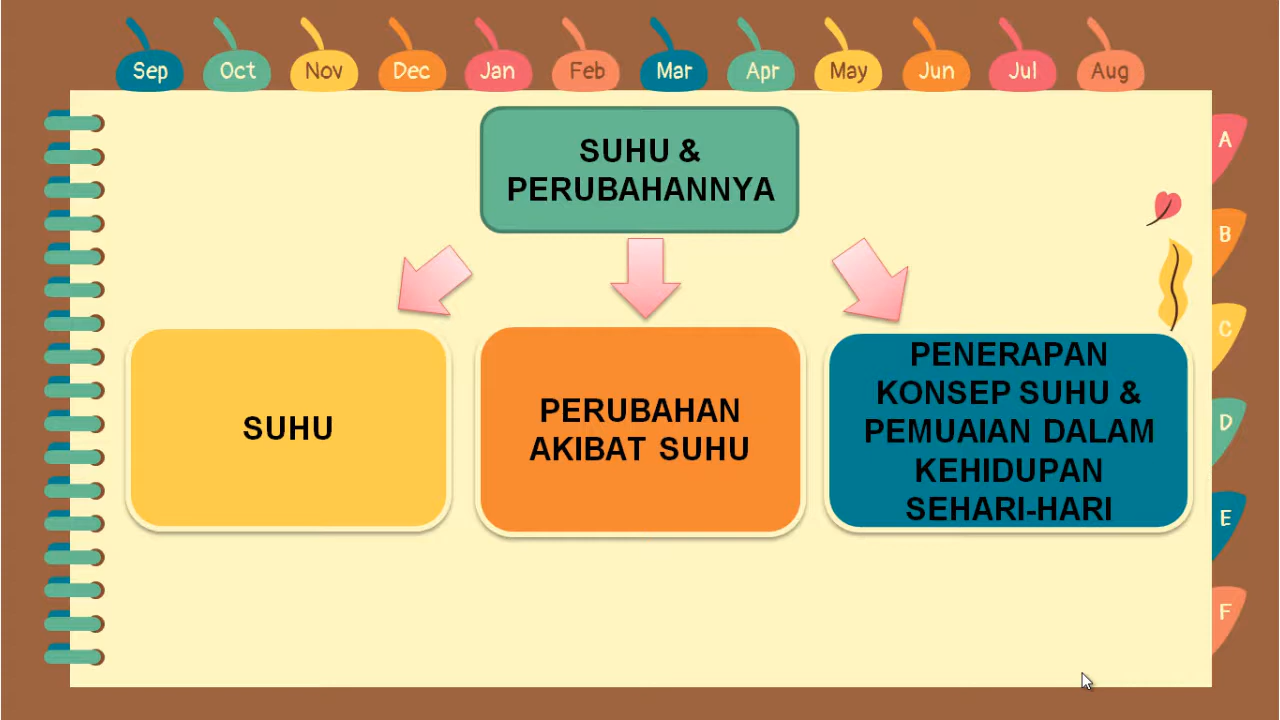 Sep Oct Nov Dec Jan Feb Mar Apr May Jun Jul Aug
SUHU &
PERUBAHANNYA
SUHU
PERUBAHAN
AKIBAT SUHU
PENERAPAN
KONSEP SUHU &
PEMUAIAN DALAM
KEHIDUPAN
SEHARI-HARI
A
B
C
D
E
F